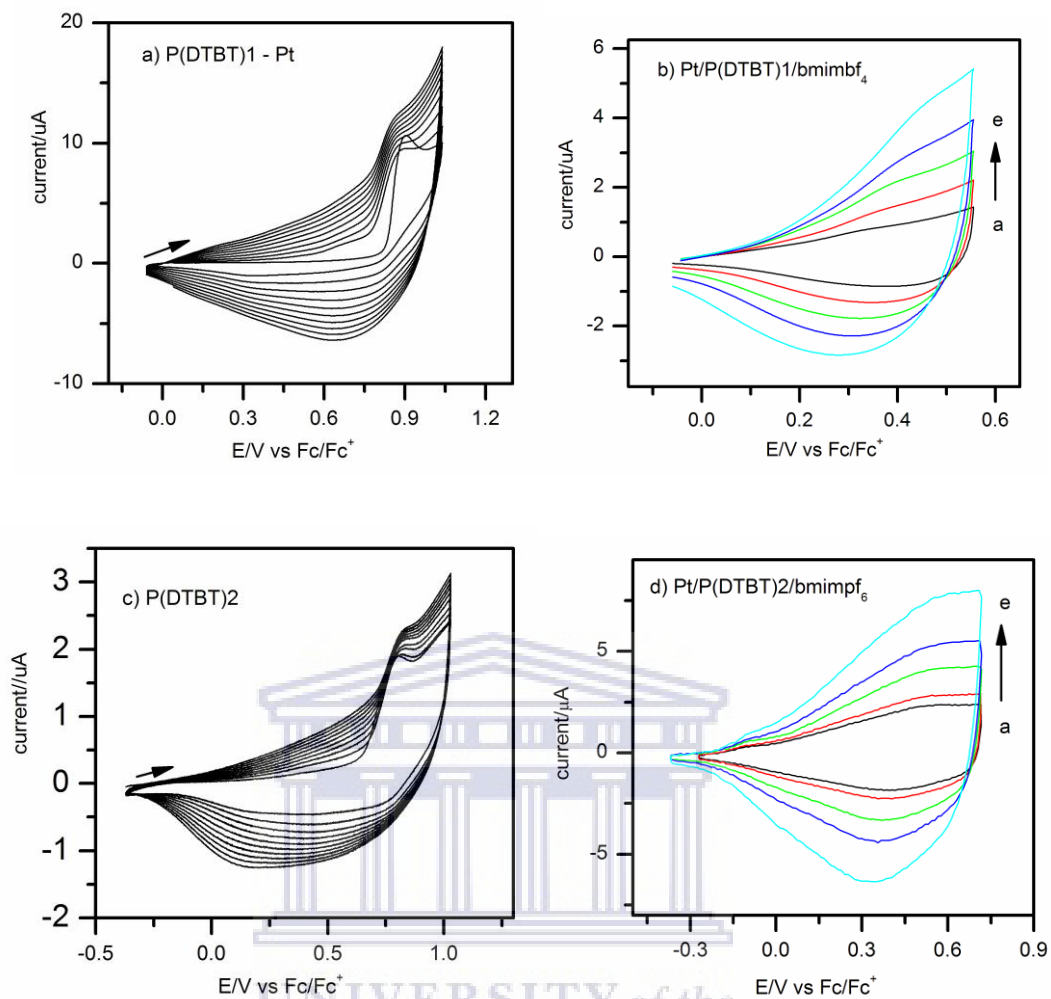 20
10
0
-10
current/uA
a) P(DTBT)1 - Pt
0.0 0.3 0.6 0.9 1.2
E/V vs Fc/Fc+
6
4
2
0
-2
current/uA
b) Pt/P(DTBT)1/bmimbf4
e
a
0.0 0.2 0.4 0.6
E/V vs Fc/Fc+
3
2
1
0
-1
-2
current//uA
c) P(DTBT)2
-0.5 0.0 0.5 1.0
E/V vs Fc/Fc+
5
0
-5
current/μA
d) Pt/P(DTBT)2/bmimpf6
e
a
-0.3 0.0 0.3 0.6 0.9
E/V vs Fc/Fc+
UNIVERSITY of the